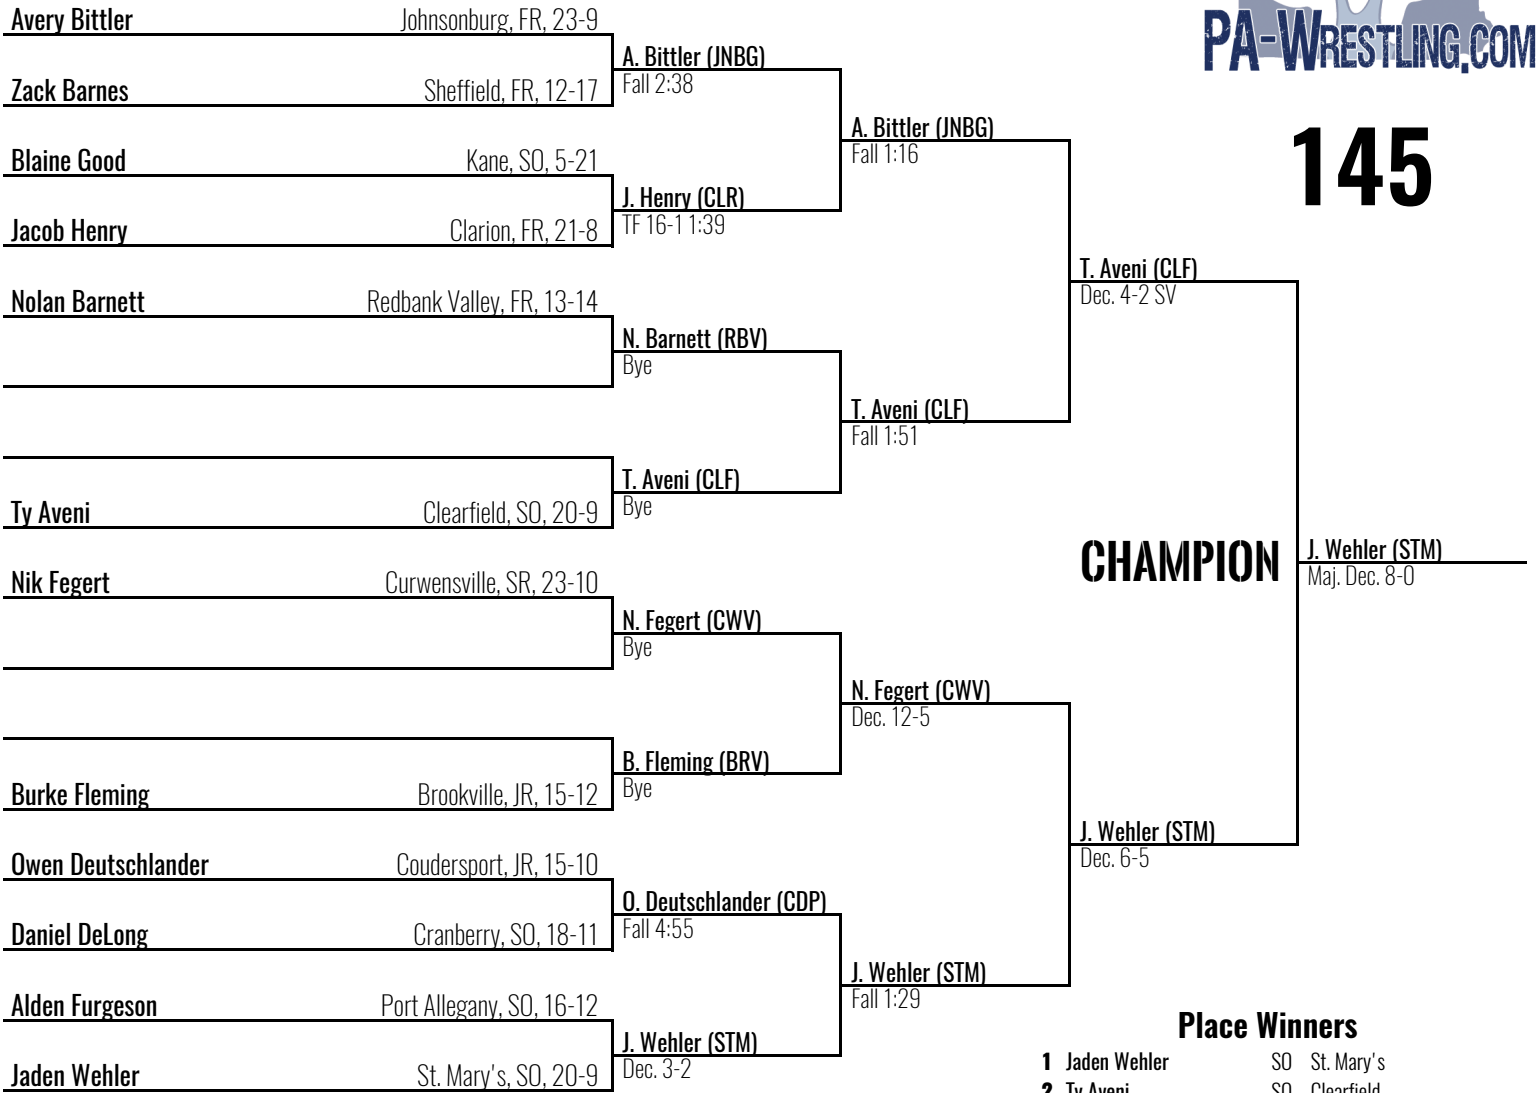 PA-WRESTLING.COM
145
Avery Bittler Johnsonburg, FR, 23-9
Zack Barnes Sheffield, FR, 12-17
Blaine Good Kane, SO, 5-21
Jacob Henry Clarion, FR, 21-8
Nolan Barnett Redbank Valley, FR, 13-14
Ty Aveni Clearfield, SO, 20-9
Nik Fegert Curwensville, SR, 23-10
Burke Fleming Brookville, JR, 15-12
Owen Deutschlander Coudersport, JR, 15-10
Daniel DeLong Cranberry, SO, 18-11
Alden Furgeson Port Allegany, SO, 16-12
Jaden Wehler St. Mary's, SO, 20-9
A. Bittler (JNBG)
Fall 2:38
J. Henry (CLR)
TF 16-1 1:39
N. Barnett (RBV)
Bye
T. Aveni (CLF)
Bye
N. Fegert (CWV)
Bye
B. Fleming (BRV)
Bye
O. Deutschlander (CDP)
Fall 4:55
J. Wehler (STM)
Dec. 3-2
A. Bittler (JNBG)
Fall 1:16
T. Aveni (CLF)
Fall 1:51
N. Fegert (CWV)
Dec. 12-5
J. Wehler (STM)
Fall 1:29
T. Aveni (CLF)
Dec. 4-2 SV
J. Wehler (STM)
Dec. 6-5
CHAMPION
J. Wehler (STM)
Maj. Dec. 8-0
Place Winners
1 Jaden Wehler SO St. Mary's
2 Ty Aveni SO Clearfield